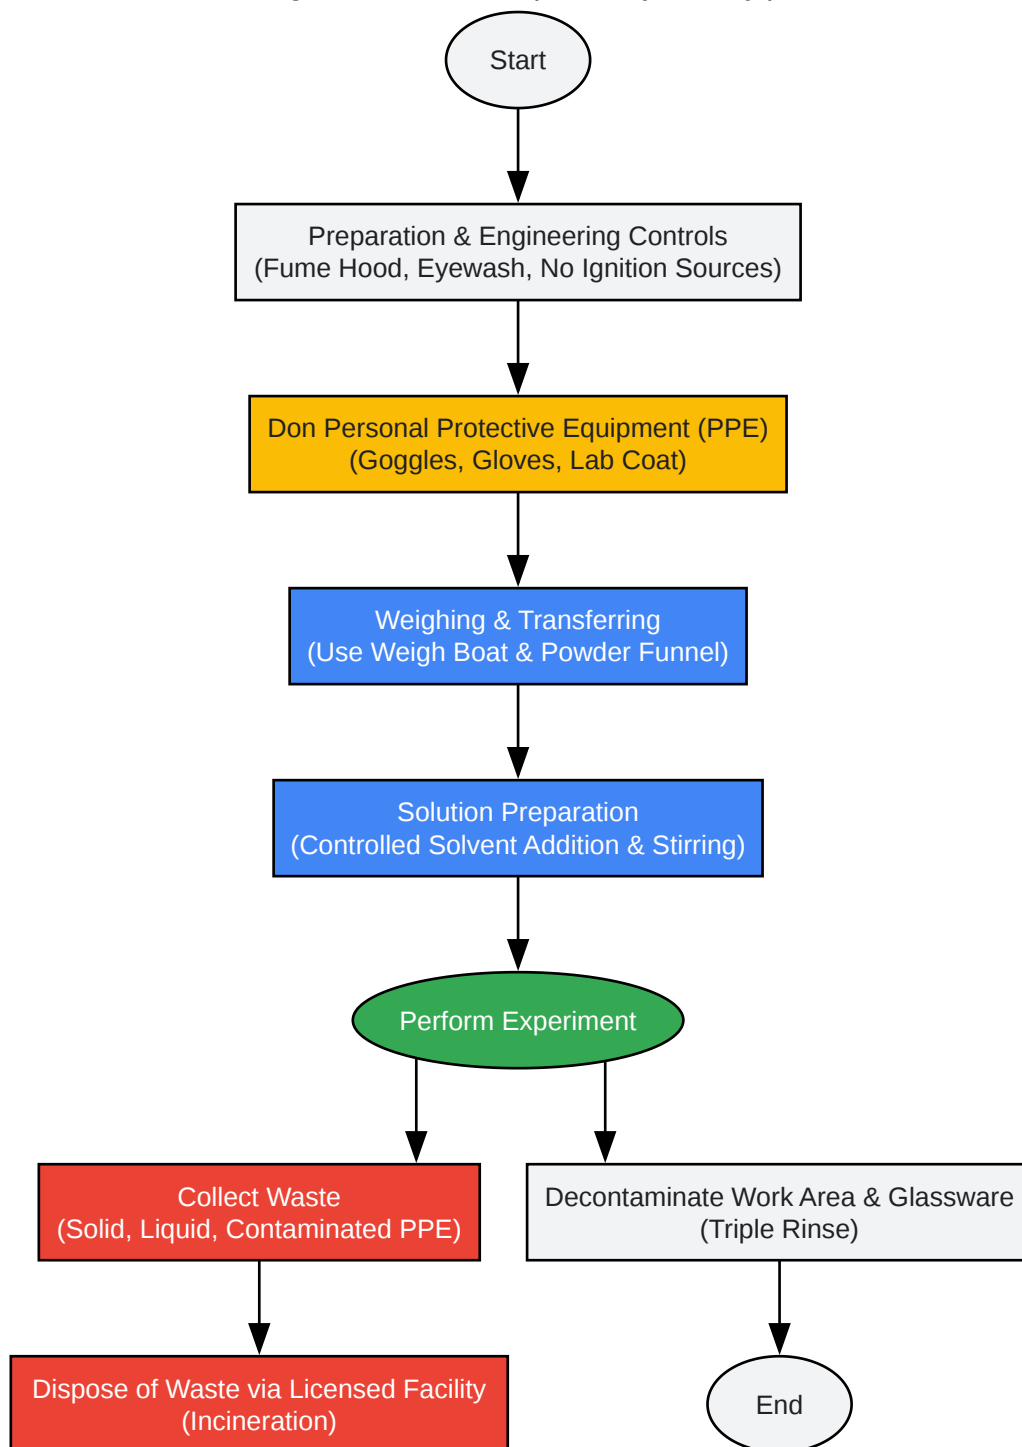 Start
Preparation & Engineering Controls
(Fume Hood, Eyewash, No Ignition Sources)
Don Personal Protective Equipment (PPE)
(Goggles, Gloves, Lab Coat)
Weighing & Transferring
(Use Weigh Boat & Powder Funnel)
Solution Preparation
(Controlled Solvent Addition & Stirring)
Perform Experiment
Collect Waste
(Solid, Liquid, Contaminated PPE)
Decontaminate Work Area & Glassware
(Triple Rinse)
Dispose of Waste via Licensed Facility
(Incineration)
End